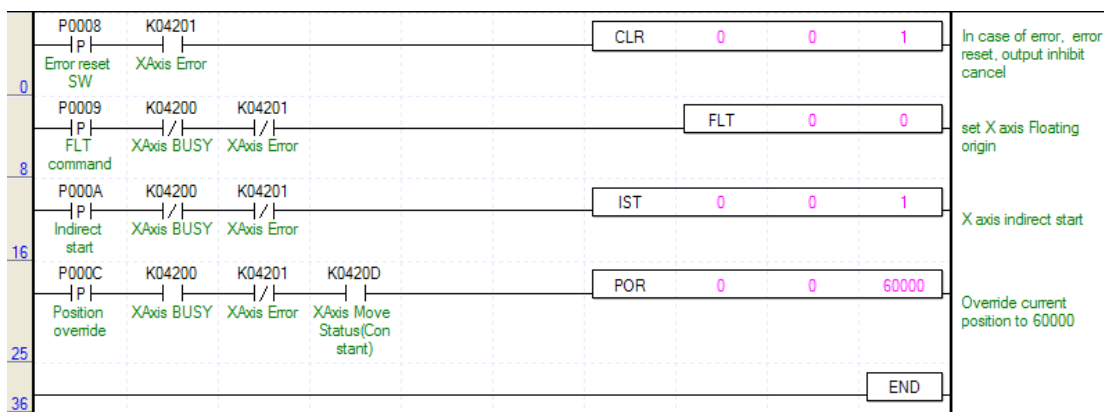 P0008 K04201
P CLR 0 0 1
Error reset SW XAxis Error
In case of error, error
reset, output inhibit
cancel
0
P0009 K04200 K04201
P / / FLT 0 0
FLT command XAxis BUSY XAxis Error
set X axis Floating
origin
8
P000A K04200 K04201
P / / IST 0 0 1
Indirect start XAxis BUSY XAxis Error
X axis indirect start
16
P000C K04200 K04201 K0420D
P / POR 0 0 60000
Position override XAxis BUSY XAxis Error XAxis Move Status(Con stant)
Override current
position to 60000
25
END
36